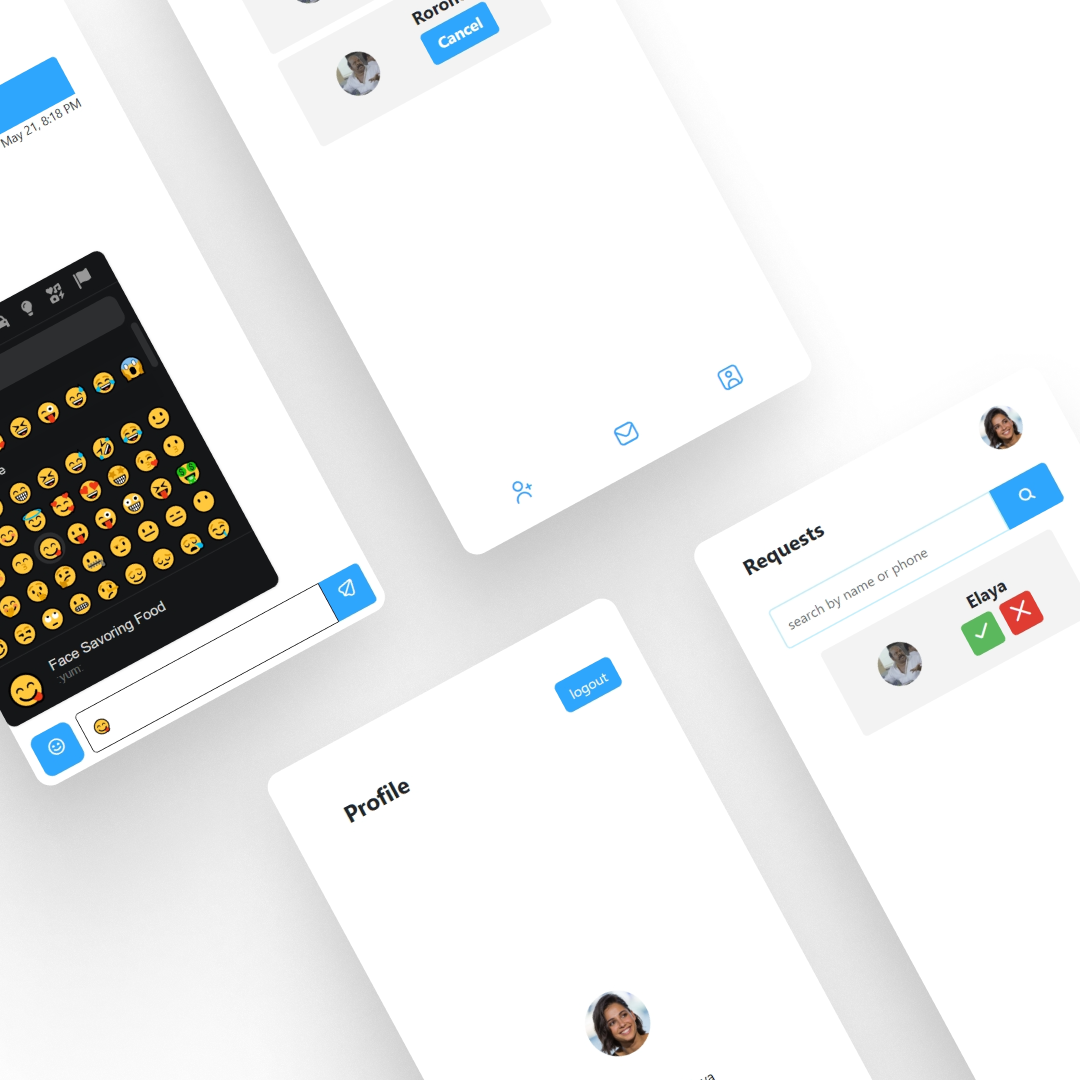 May 21, 8:18 PM
Face Savoring Food
:yum:
Cancel
Requests
search by name or phone
Elaya
logout
Profile